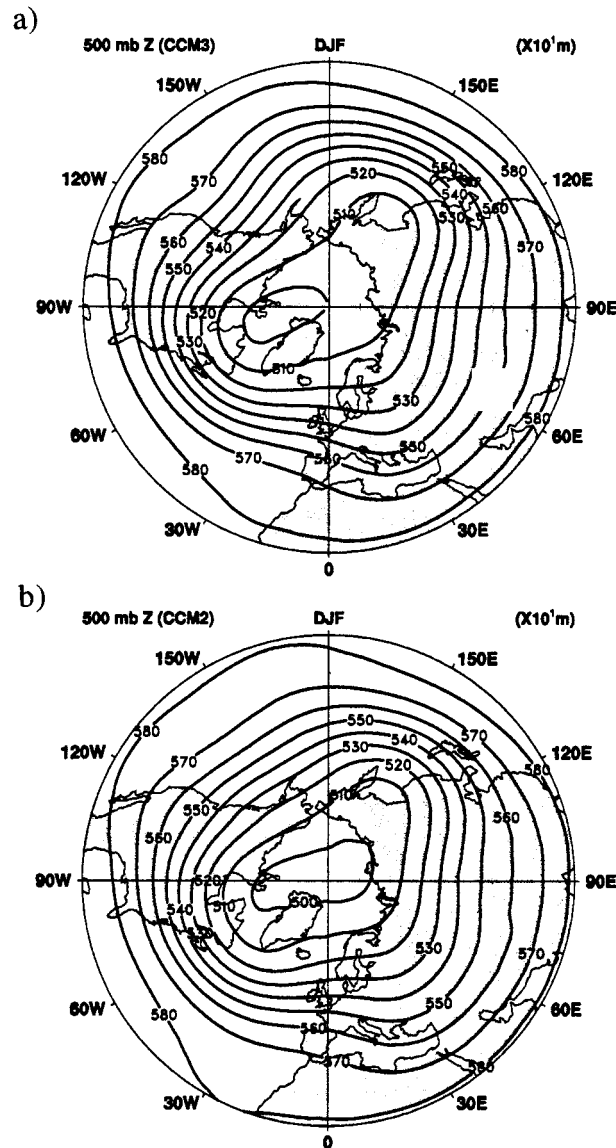 a)
500 mb Z (CCM3) DJF (X10¹m)
150W 150E
580 550 580
570 520 540
120W 510 530 560 120E
560 540 570
550
90W 520 90E
530
510 530
550 580
60W 570 560 60E
580
30W 30E
0
b)
500 mb Z (CCM2) DJF (X10¹m)
150W 150E
580 550 570
570 530 540
120W 520 580 120E
550 510 560
560
90W 520 510 500 90E
540
530 530 570
60W 550 60E
580 560
570 580
30W 30E
0